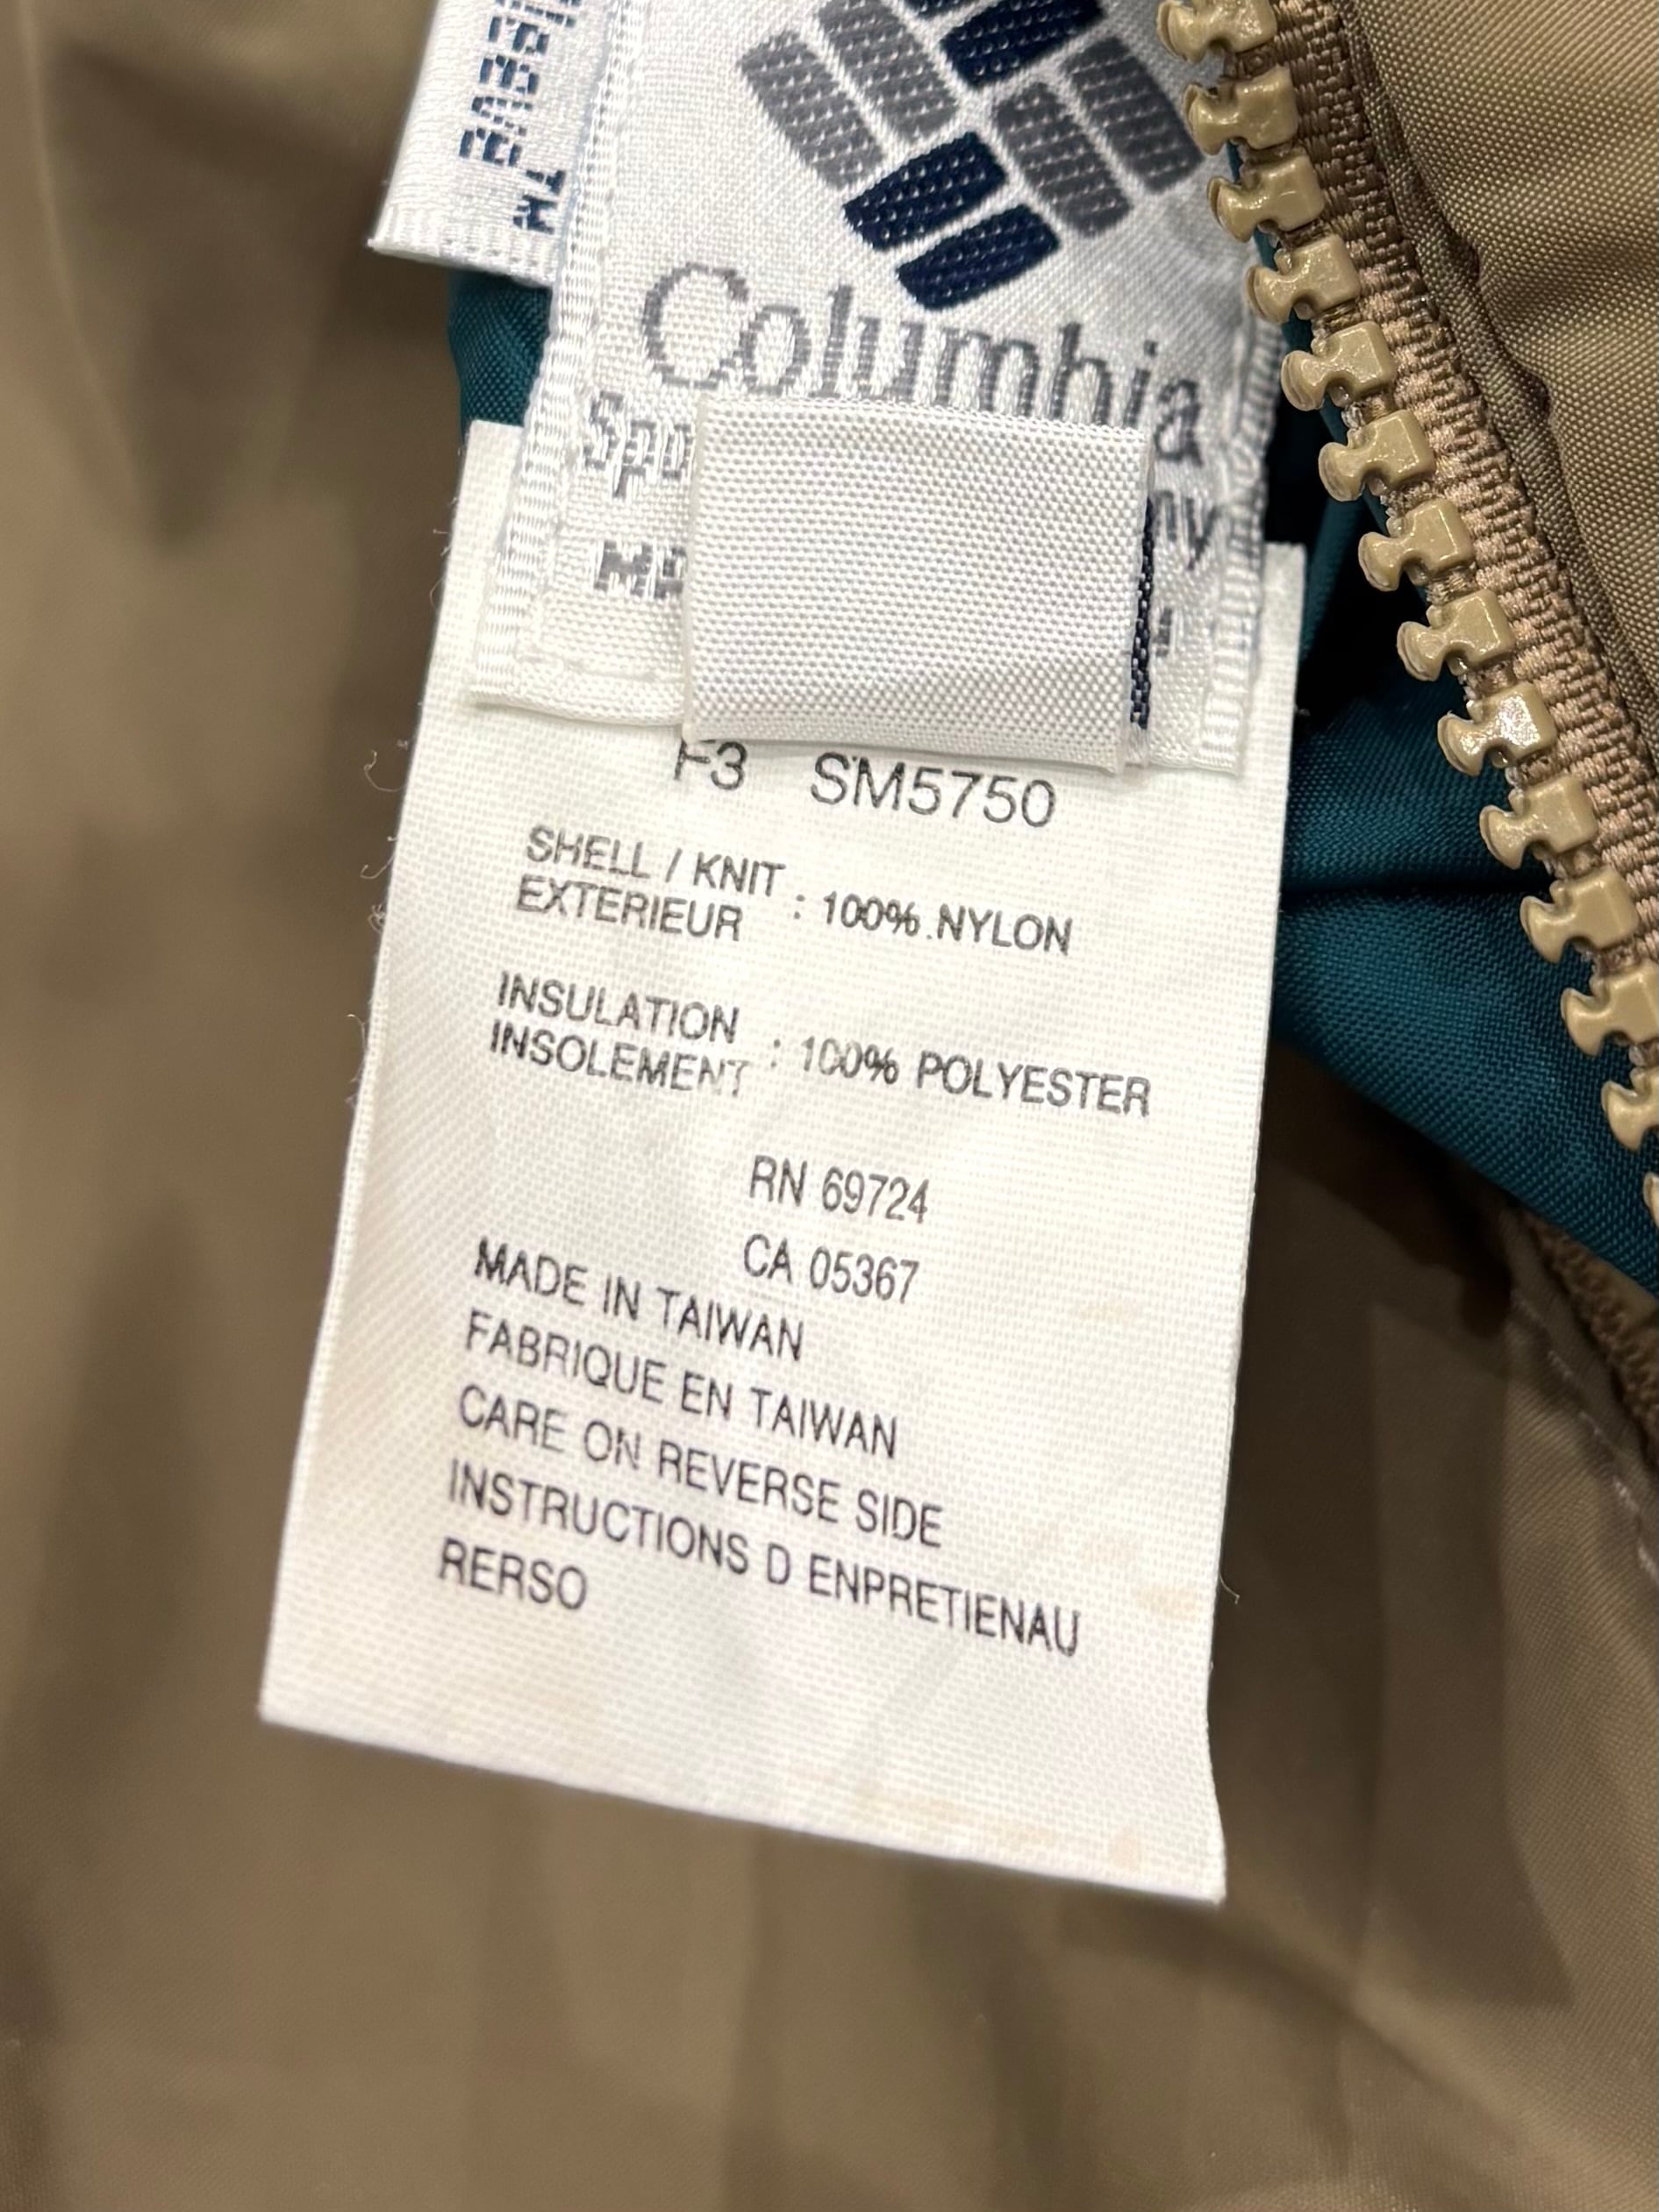 Columbia
F3 SM5750
SHELL / KNIT
EXTERIEUR : 100% NYLON
INSULATION
INSOLEMENT : 100% POLYESTER
RN 69724
CA 05367
MADE IN TAIWAN
FABRIQUE EN TAIWAN
CARE ON REVERSE SIDE
INSTRUCTIONS D ENPRETIENAU
RERSO